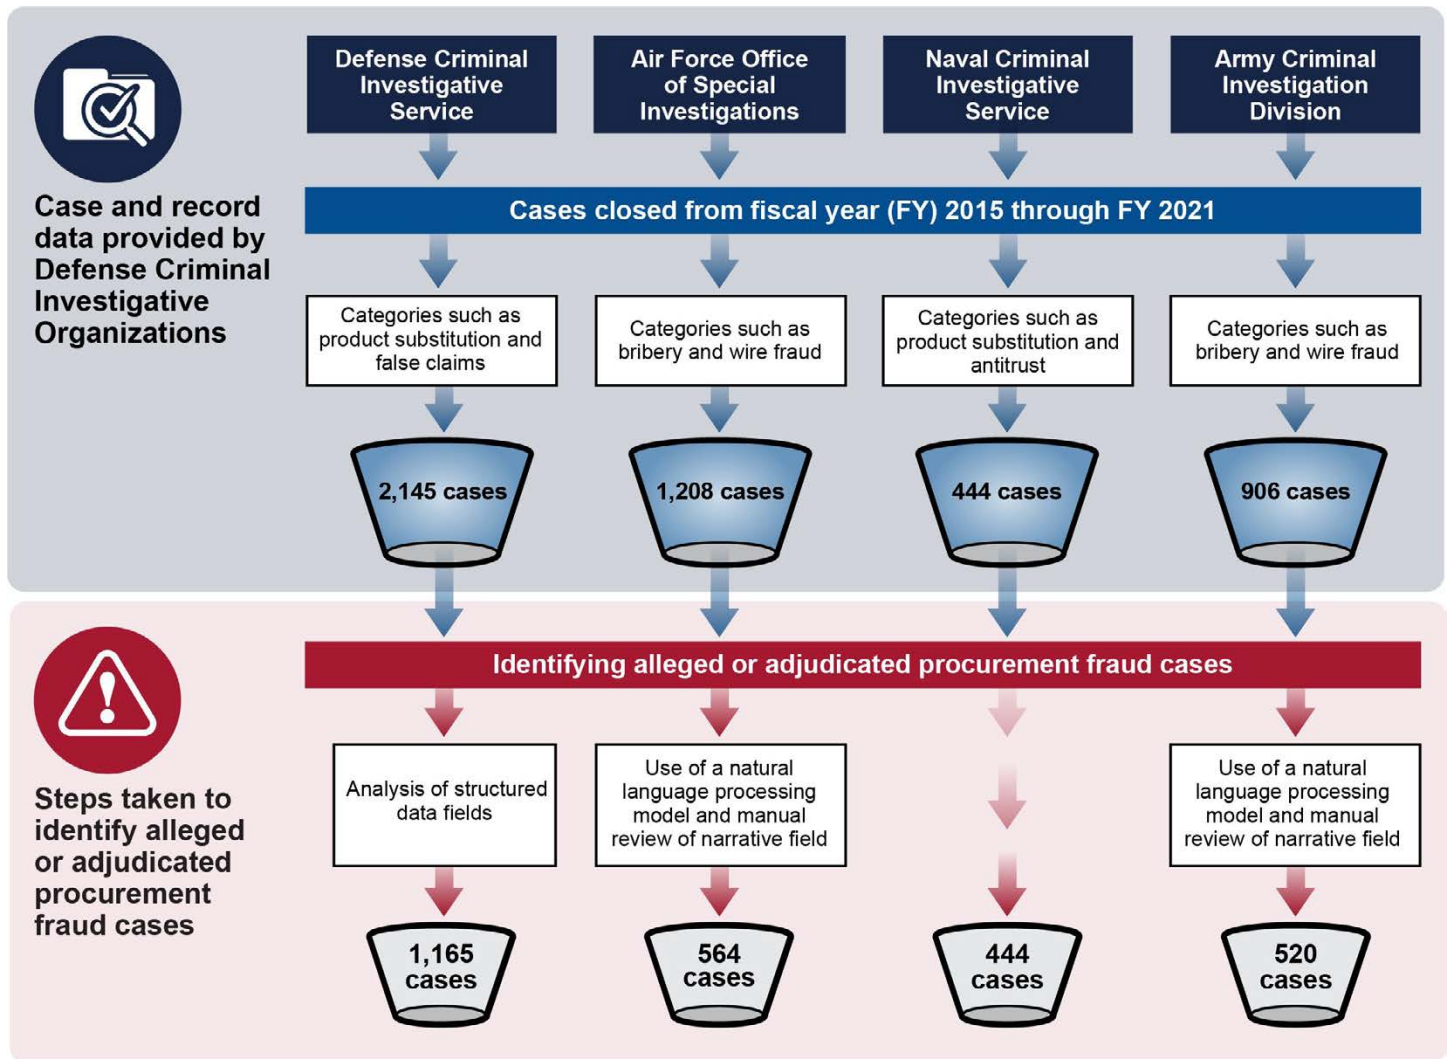 Case and record
data provided by
Defense Criminal
Investigative
Organizations
Defense Criminal
Investigative
Service
Air Force Office
of Special
Investigations
Naval Criminal
Investigative
Service
Army Criminal
Investigation
Division
Cases closed from fiscal year (FY) 2015 through FY 2021
Categories such as
product substitution and
false claims
Categories such as
bribery and wire fraud
Categories such as
product substitution and
antitrust
Categories such as
bribery and wire fraud
2,145 cases
1,208 cases
444 cases
906 cases
Steps taken to
identify alleged
or adjudicated
procurement
fraud cases
Identifying alleged or adjudicated procurement fraud cases
Analysis of structured
data fields
Use of a natural
language processing
model and manual
review of narrative field
Use of a natural
language processing
model and manual
review of narrative field
1,165
cases
564
cases
444
cases
520
cases